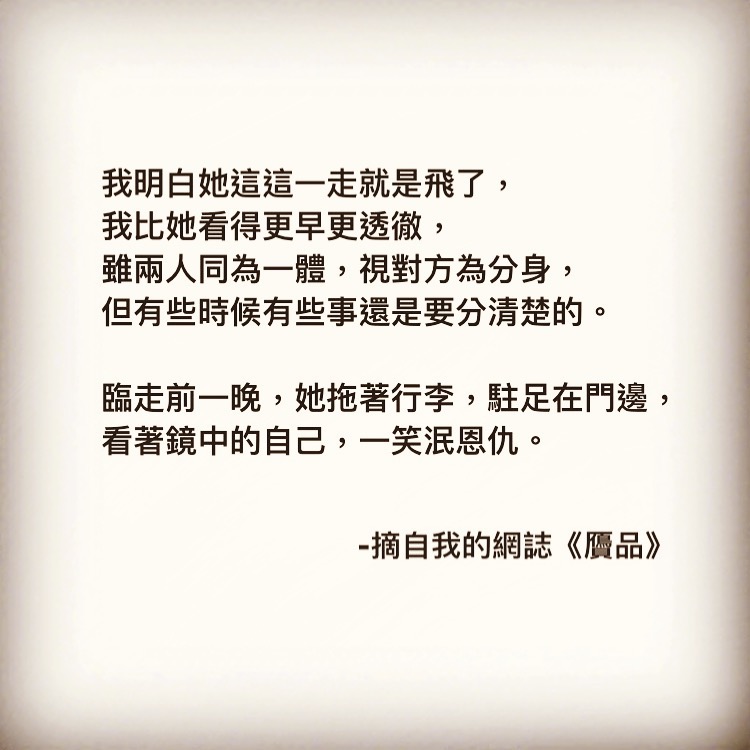 我明白她這這一走就是飛了，
我比她看得更早更透徹，
雖兩人同為一體，視對方為分身，
但有些時候有些事還是要分清楚的。
臨走前一晚，她拖著行李，駐足在門邊，
看著鏡中的自己，一笑泯恩仇。
-摘自我的網誌《贗品》